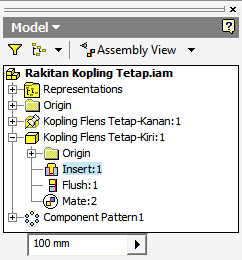 Model
Assembly View
Rakitan Kopling Tetap.iam
Representations
Origin
Kopling Flens Tetap-Kanan:1
Kopling Flens Tetap-Kiri:1
Origin
Insert:1
Flush:1
Mate:2
Component Pattern1
100 mm